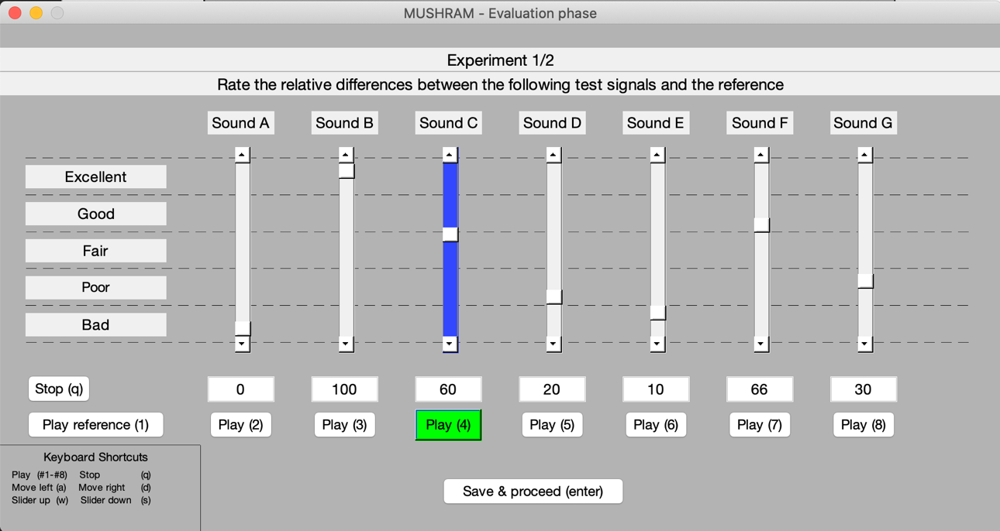 MUSHRAM - Evaluation phase
Experiment 1/2
Rate the relative differences between the following test signals and the reference
Sound A Sound B Sound C Sound D Sound E Sound F Sound G
Excellent
Good
Fair
Poor
Bad
Stop (q) 0 100 60 20 10 66 30
Play reference (1) Play (2) Play (3) Play (4) Play (5) Play (6) Play (7) Play (8)
Keyboard Shortcuts
Play (#1-#8) Stop (q)
Move left (a) Move right (d)
Slider up (w) Slider down (s)
Save & proceed (enter)